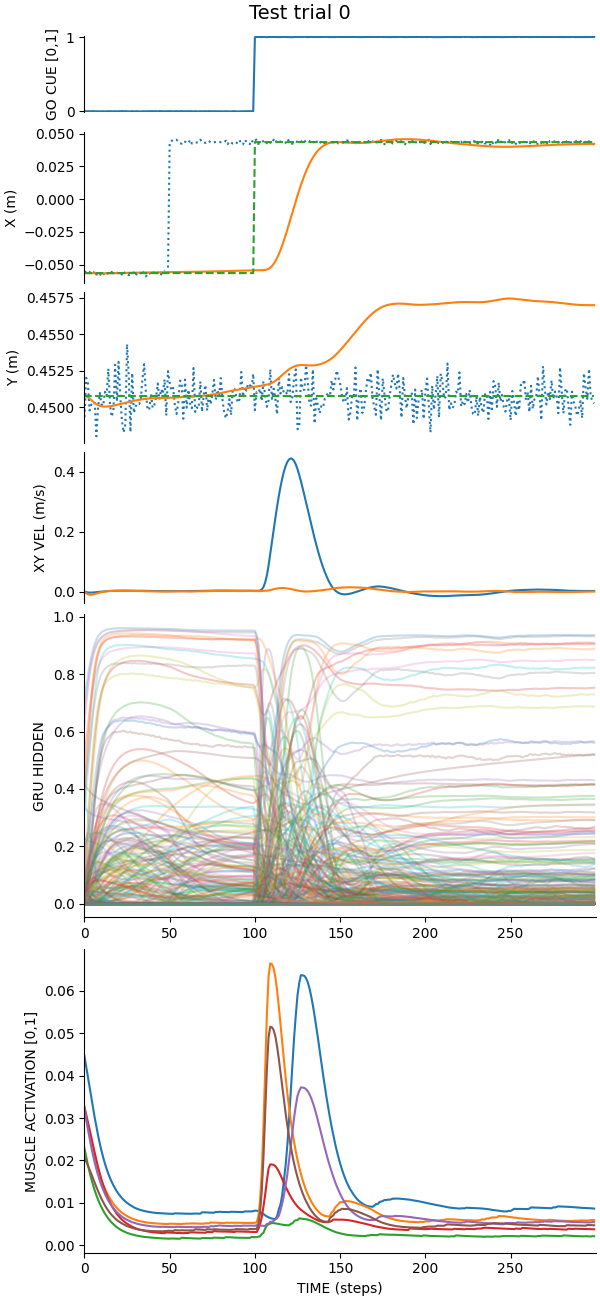 Test trial 0
GO CUE [0,1]
1
0
X (m)
0.050
0.025
0.000
−0.025
−0.050
Y (m)
0.4575
0.4550
0.4525
0.4500
XY VEL (m/s)
0.4
0.2
0.0
GRU HIDDEN
1.0
0.8
0.6
0.4
0.2
0.0
0 50 100 150 200 250
MUSCLE ACTIVATION [0,1]
0.06
0.05
0.04
0.03
0.02
0.01
0.00
0 50 100 150 200 250
TIME (steps)